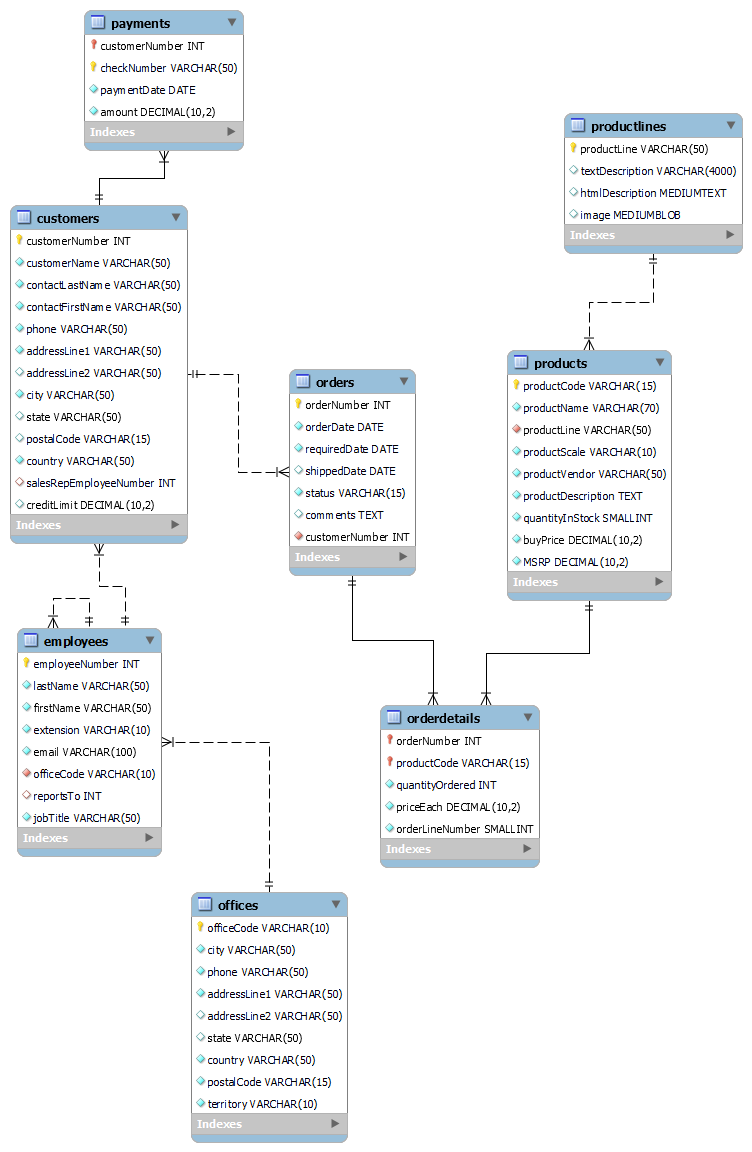 payments
customerNumber INT
checkNumber VARCHAR(50)
paymentDate DATE
amount DECIMAL(10,2)
Indexes
productlines
productLine VARCHAR(50)
textDescription VARCHAR(4000)
htmlDescription MEDIUMTEXT
image MEDIUMBLOB
Indexes
customers
customerNumber INT
customerName VARCHAR(50)
contactLastName VARCHAR(50)
contactFirstName VARCHAR(50)
phone VARCHAR(50)
addressLine1 VARCHAR(50)
addressLine2 VARCHAR(50)
city VARCHAR(50)
state VARCHAR(50)
postalCode VARCHAR(15)
country VARCHAR(50)
salesRepEmployeeNumber INT
creditLimit DECIMAL(10,2)
Indexes
orders
orderNumber INT
orderDate DATE
requiredDate DATE
shippedDate DATE
status VARCHAR(15)
comments TEXT
customerNumber INT
Indexes
products
productCode VARCHAR(15)
productName VARCHAR(70)
productLine VARCHAR(50)
productScale VARCHAR(10)
productVendor VARCHAR(50)
productDescription TEXT
quantityInStock SMALLINT
buyPrice DECIMAL(10,2)
MSRP DECIMAL(10,2)
Indexes
employees
employeeNumber INT
lastName VARCHAR(50)
firstName VARCHAR(50)
extension VARCHAR(10)
email VARCHAR(100)
officeCode VARCHAR(10)
reportsTo INT
jobTitle VARCHAR(50)
Indexes
orderdetails
orderNumber INT
productCode VARCHAR(15)
quantityOrdered INT
priceEach DECIMAL(10,2)
orderLineNumber SMALLINT
Indexes
offices
officeCode VARCHAR(10)
city VARCHAR(50)
phone VARCHAR(50)
addressLine1 VARCHAR(50)
addressLine2 VARCHAR(50)
state VARCHAR(50)
country VARCHAR(50)
postalCode VARCHAR(15)
territory VARCHAR(10)
Indexes